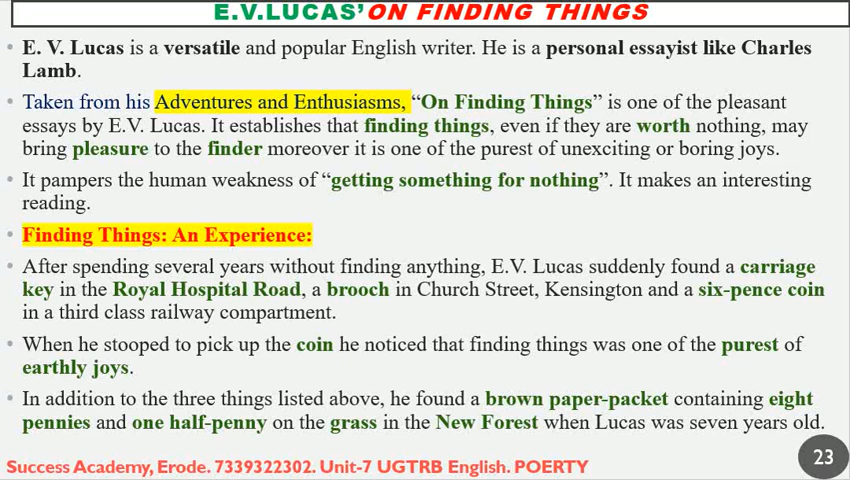 E.V.LUCAS’ ON FINDING THINGS
• E. V. Lucas is a versatile and popular English writer. He is a personal essayist like Charles
Lamb.
• Taken from his Adventures and Enthusiasms, “On Finding Things” is one of the pleasant
essays by E.V. Lucas. It establishes that finding things, even if they are worth nothing, may
bring pleasure to the finder moreover it is one of the purest of unexciting or boring joys.
• It pampers the human weakness of “getting something for nothing”. It makes an interesting
reading.
• Finding Things: An Experience:
• After spending several years without finding anything, E.V. Lucas suddenly found a carriage
key in the Royal Hospital Road, a brooch in Church Street, Kensington and a six-pence coin
in a third class railway compartment.
• When he stooped to pick up the coin he noticed that finding things was one of the purest of
earthly joys.
• In addition to the three things listed above, he found a brown paper-packet containing eight
pennies and one half-penny on the grass in the New Forest when Lucas was seven years old.
Success Academy, Erode. 7339322302. Unit-7 UGTRB English. POERTY
23